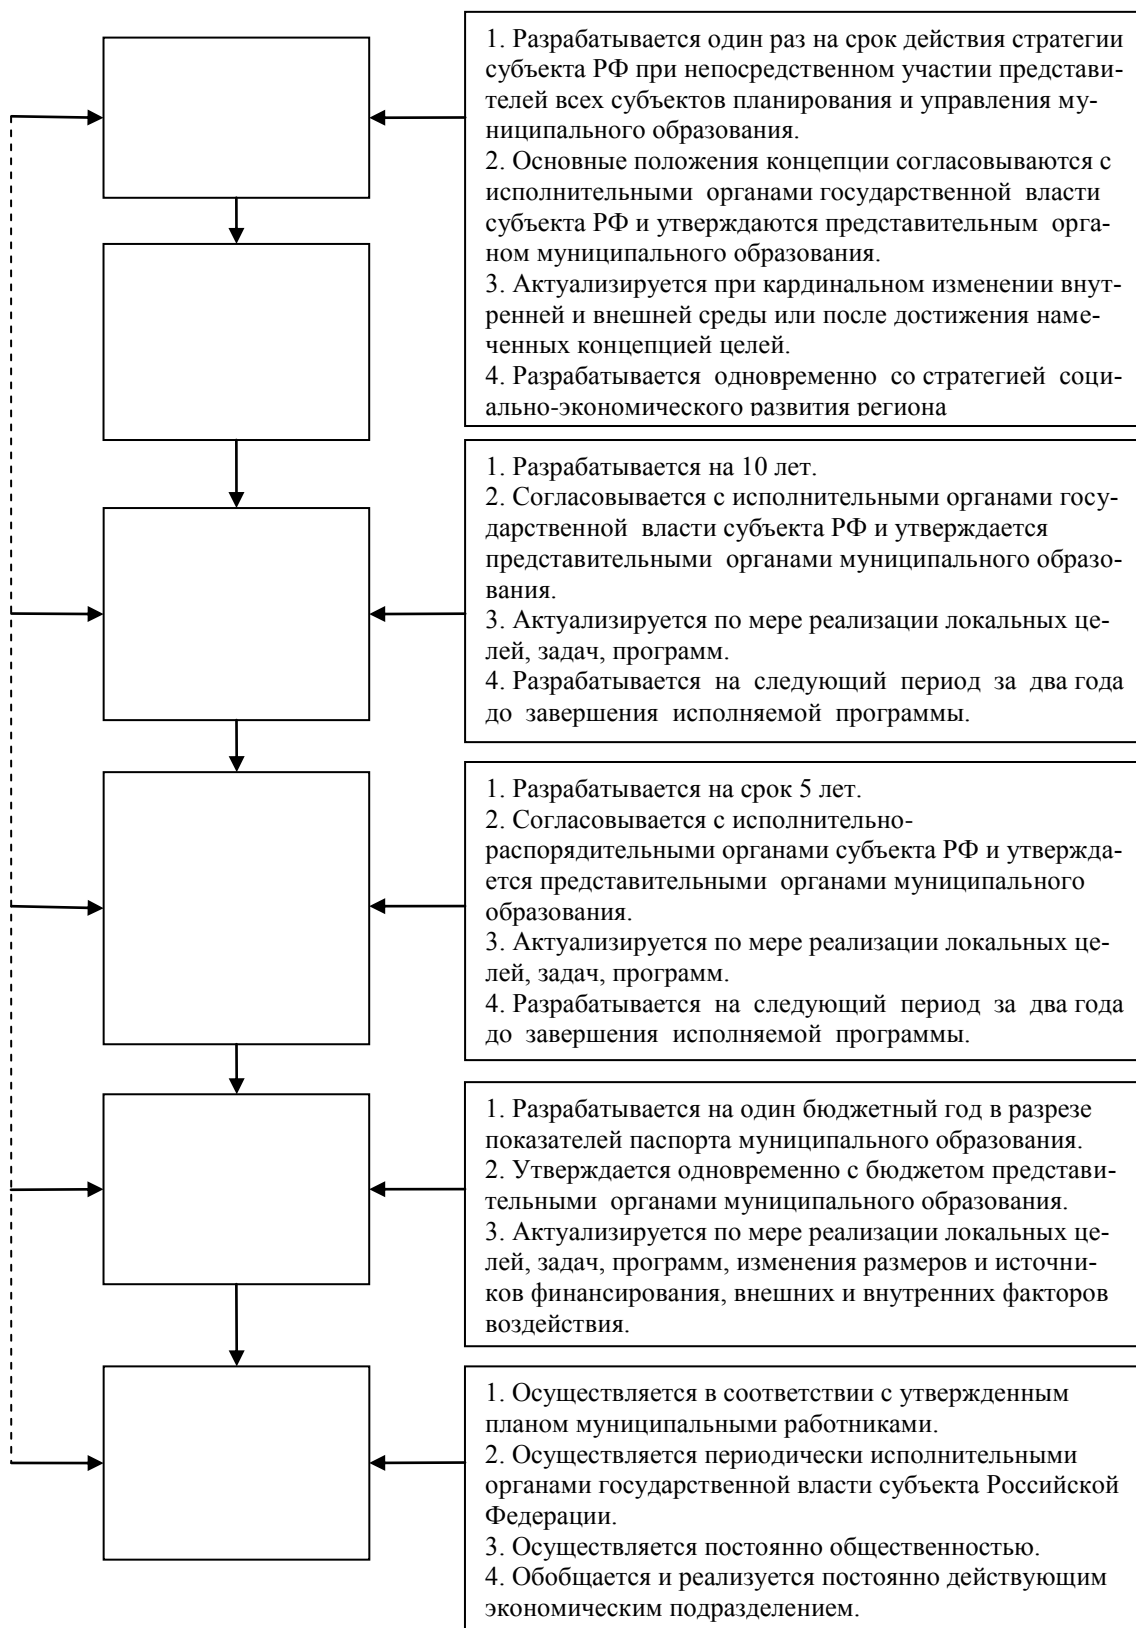 1. Разрабатывается один раз на срок действия стратегии
субъекта РФ при непосредственном участии представи-
телей всех субъектов планирования и управления му-
ниципального образования.
2. Основные положения концепции согласовываются с
исполнительными органами государственной власти
субъекта РФ и утверждаются представительным орга-
ном муниципального образования.
3. Актуализируется при кардинальном изменении внут-
ренней и внешней среды или после достижения наме-
ченных концепцией целей.
4. Разрабатывается одновременно со стратегией соци-
ально-экономического развития региона
1. Разрабатывается на 10 лет.
2. Согласовывается с исполнительными органами госу-
дарственной власти субъекта РФ и утверждается
представительными органами муниципального образо-
вания.
3. Актуализируется по мере реализации локальных це-
лей, задач, программ.
4. Разрабатывается на следующий период за два года
до завершения исполняемой программы.
1. Разрабатывается на срок 5 лет.
2. Согласовывается с исполнительно-
распорядительными органами субъекта РФ и утвержда-
ется представительными органами муниципального
образования.
3. Актуализируется по мере реализации локальных це-
лей, задач, программ.
4. Разрабатывается на следующий период за два года
до завершения исполняемой программы.
1. Разрабатывается на один бюджетный год в разрезе
показателей паспорта муниципального образования.
2. Утверждается одновременно с бюджетом представи-
тельными органами муниципального образования.
3. Актуализируется по мере реализации локальных це-
лей, задач, программ, изменения размеров и источни-
ков финансирования, внешних и внутренних факторов
воздействия.
1. Осуществляется в соответствии с утвержденным
планом муниципальными работниками.
2. Осуществляется периодически исполнительными
органами государственной власти субъекта Российской
Федерации.
3. Осуществляется постоянно общественностью.
4. Обобщается и реализуется постоянно действующим
экономическим подразделением.